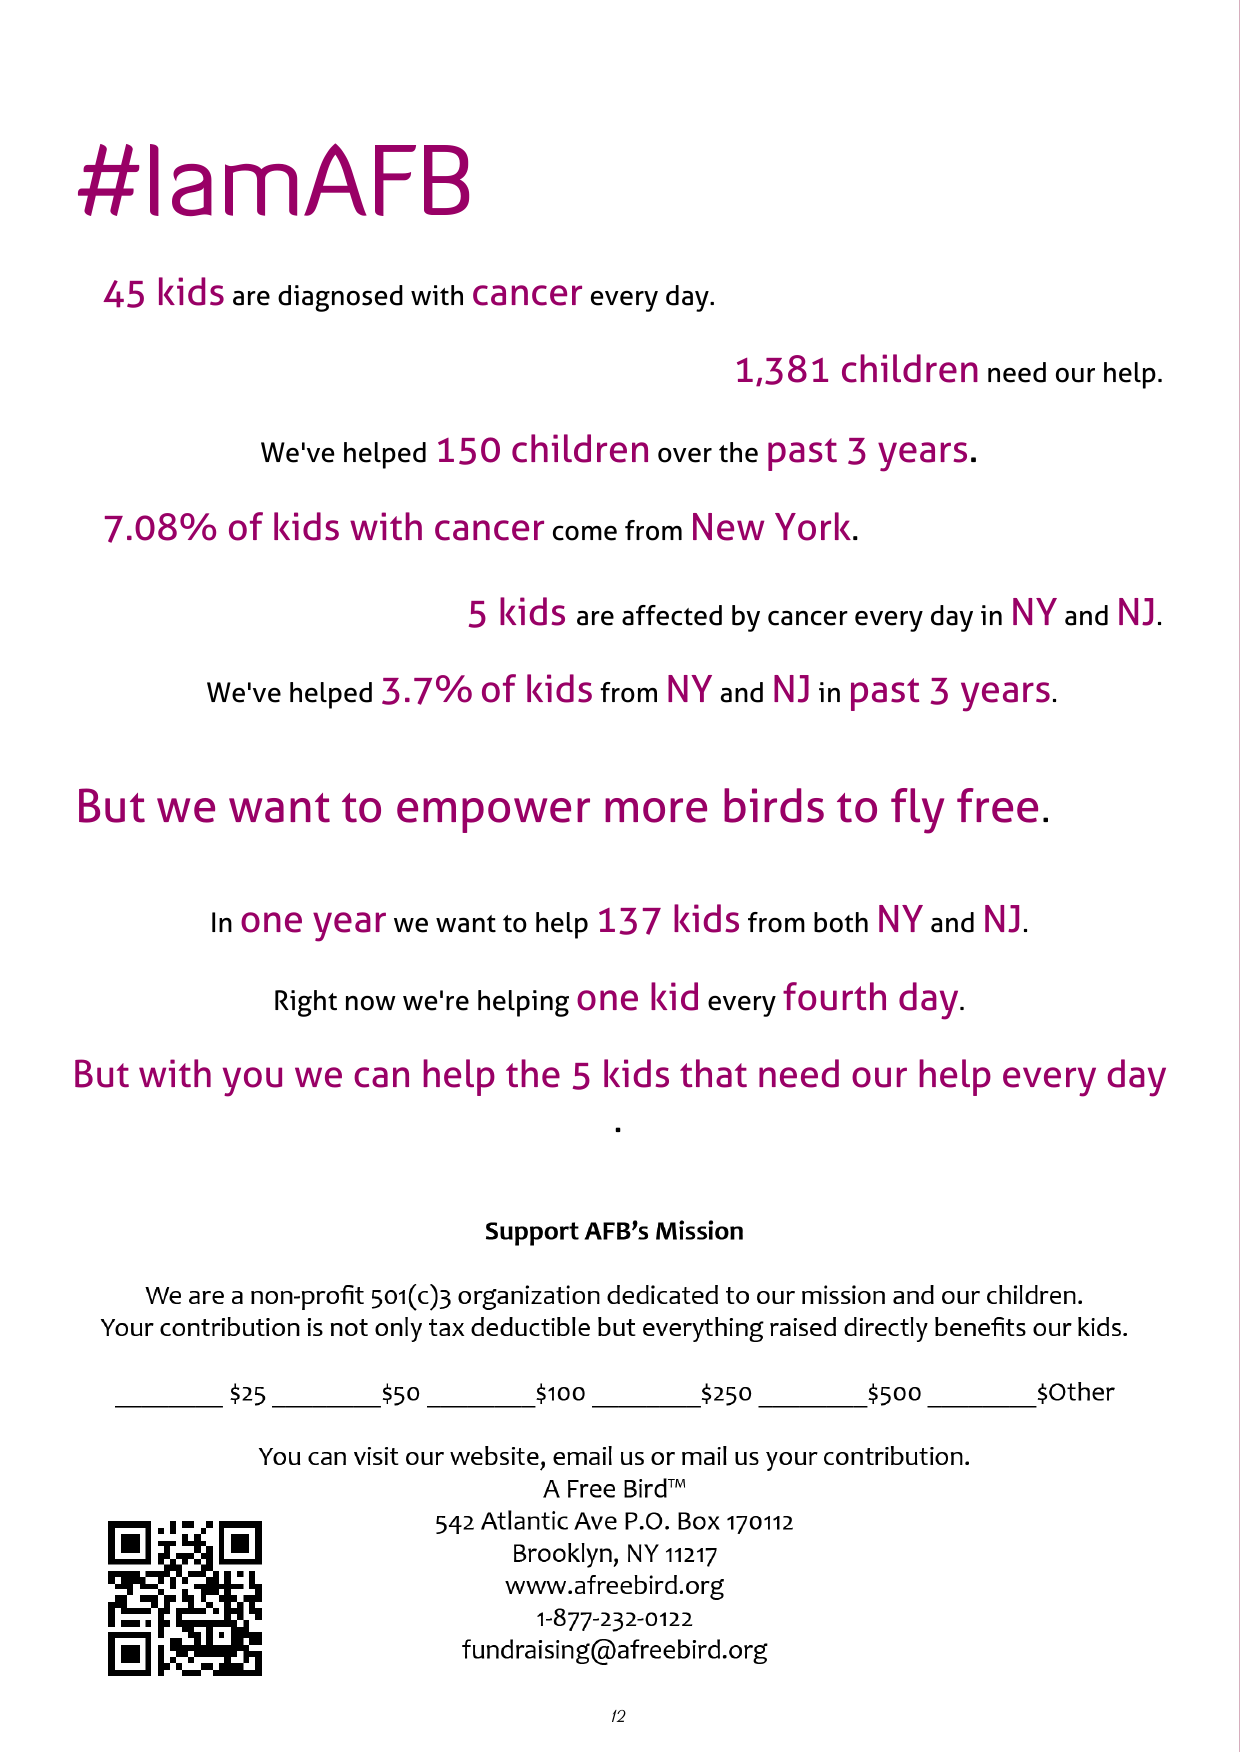 #IamAFB
45 kids are diagnosed with cancer every day.
1,381 children need our help.
We've helped 150 children over the past 3 years.
7.08% of kids with cancer come from New York.
5 kids are affected by cancer every day in NY and NJ.
We've helped 3.7% of kids from NY and NJ in past 3 years.
But we want to empower more birds to fly free.
In one year we want to help 137 kids from both NY and NJ.
Right now we're helping one kid every fourth day.
But with you we can help the 5 kids that need our help every day
.
Support AFB’s Mission
We are a non-profit 501(c)3 organization dedicated to our mission and our children.
Your contribution is not only tax deductible but everything raised directly benefits our kids.
________ $25 ________$50 ________$100 ________$250 ________$500 ________$Other
You can visit our website, email us or mail us your contribution.
A Free Bird™
542 Atlantic Ave P.O. Box 170112
Brooklyn, NY 11217
www.afreebird.org
1-877-232-0122
fundraising@afreebird.org
12